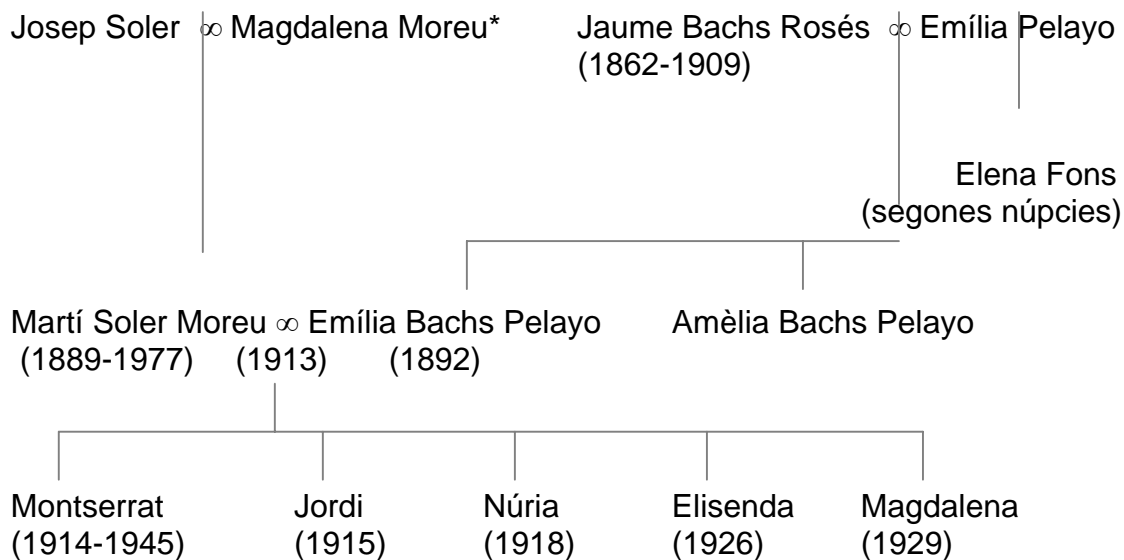 Josep Soler ∞ Magdalena Moreu* Jaume Bachs Rosés ∞ Emília Pelayo
(1862-1909)
Elena Fons
(segones núpcies)
Martí Soler Moreu ∞ Emília Bachs Pelayo Amèlia Bachs Pelayo
(1889-1977) (1913) (1892)
Montserrat Jordi Núria Elisenda Magdalena
(1914-1945) (1915) (1918) (1926) (1929)